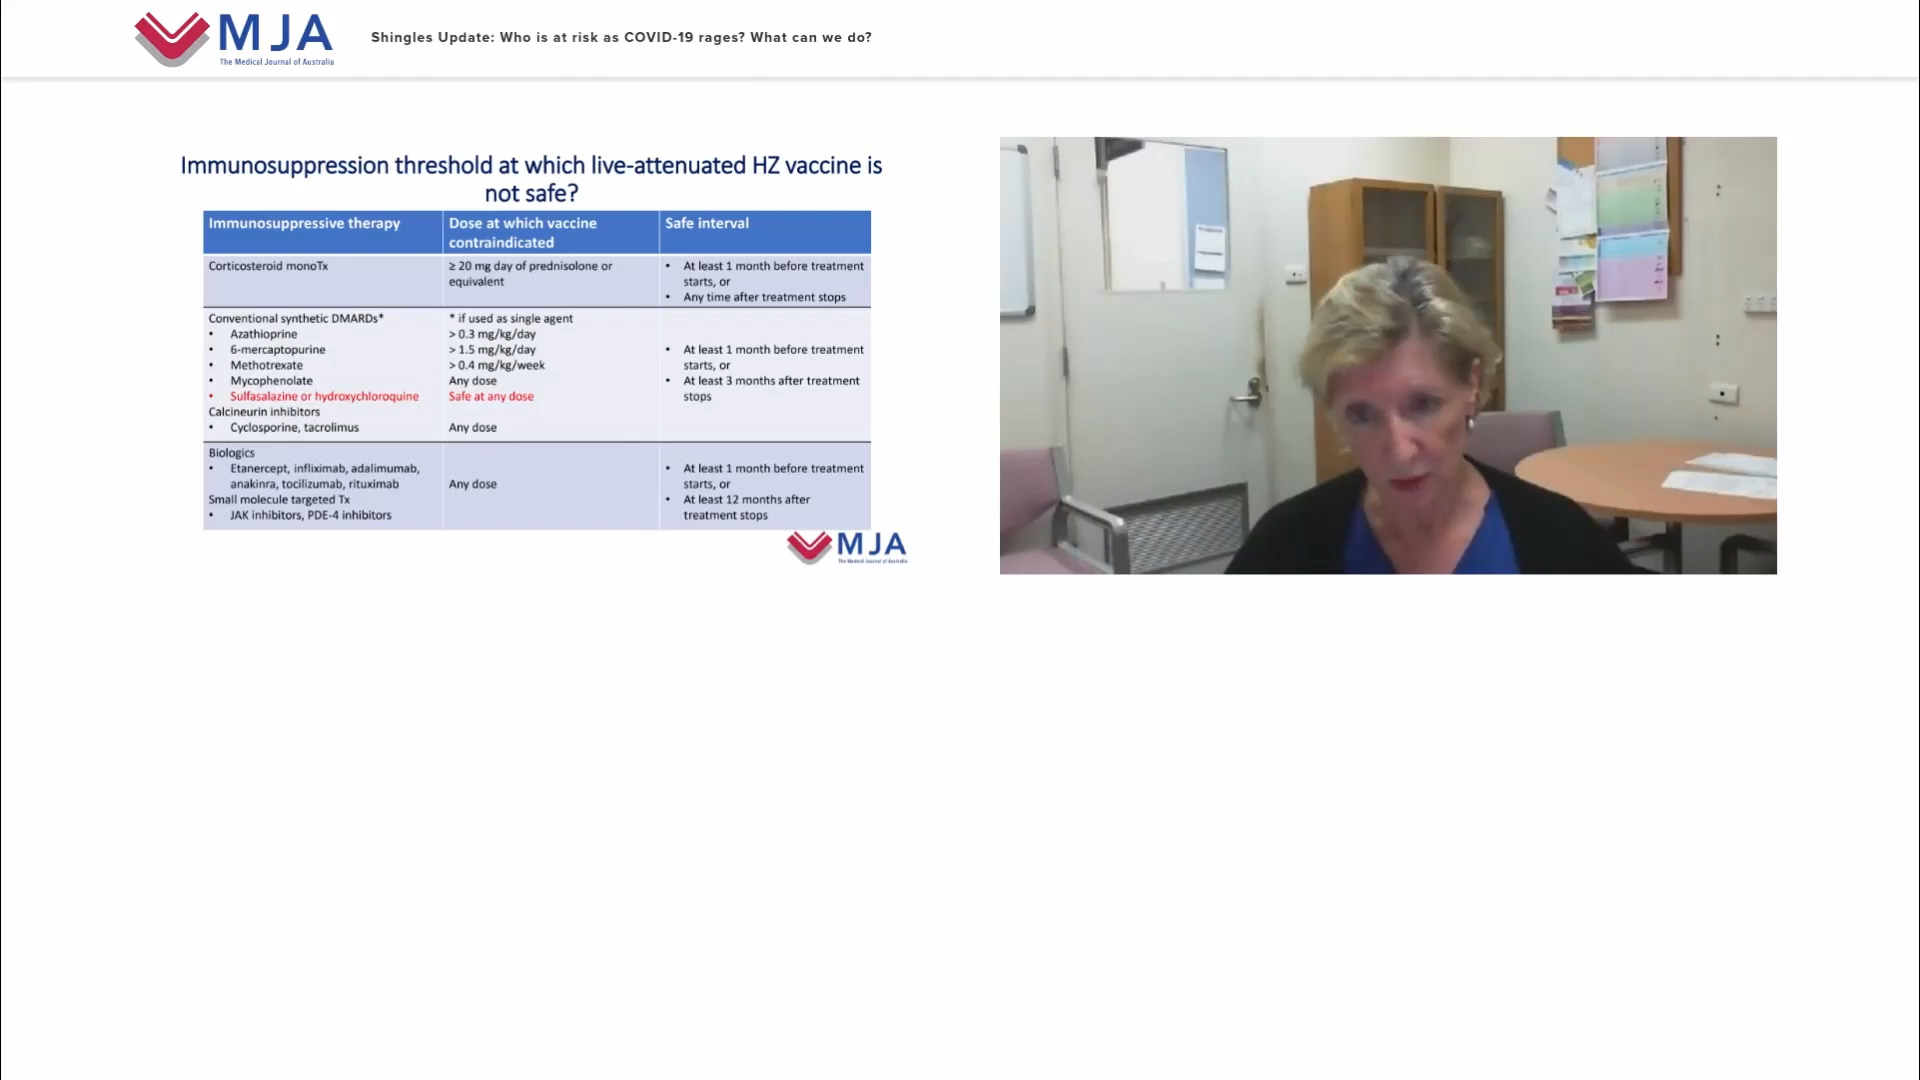 MJA
The Medical Journal of Australia
Shingles Update: Who is at risk as COVID-19 rages? What can we do?
Immunosuppression threshold at which live-attenuated HZ vaccine is
not safe?
Immunosuppressive therapy
Dose at which vaccine
contraindicated
Safe interval
Corticosteroid monoTx
≥ 20 mg day of prednisolone or
equivalent
• At least 1 month before treatment
starts, or
• Any time after treatment stops
Conventional synthetic DMARDs*
• Azathioprine
• 6-mercaptopurine
• Methotrexate
• Mycophenolate
• Sulfasalazine or hydroxychloroquine
Calcineurin inhibitors
• Cyclosporine, tacrolimus
* if used as single agent
> 0.3 mg/kg/day
> 1.5 mg/kg/day
> 0.4 mg/kg/week
Any dose
Safe at any dose
Any dose
• At least 1 month before treatment
starts, or
• At least 3 months after treatment
stops
Biologics
• Etanercept, infliximab, adalimumab,
anakinra, tocilizumab, rituximab
Small molecule targeted Tx
• JAK inhibitors, PDE-4 inhibitors
Any dose
• At least 1 month before treatment
starts, or
• At least 12 months after
treatment stops
MJA
The Medical Journal of Australia